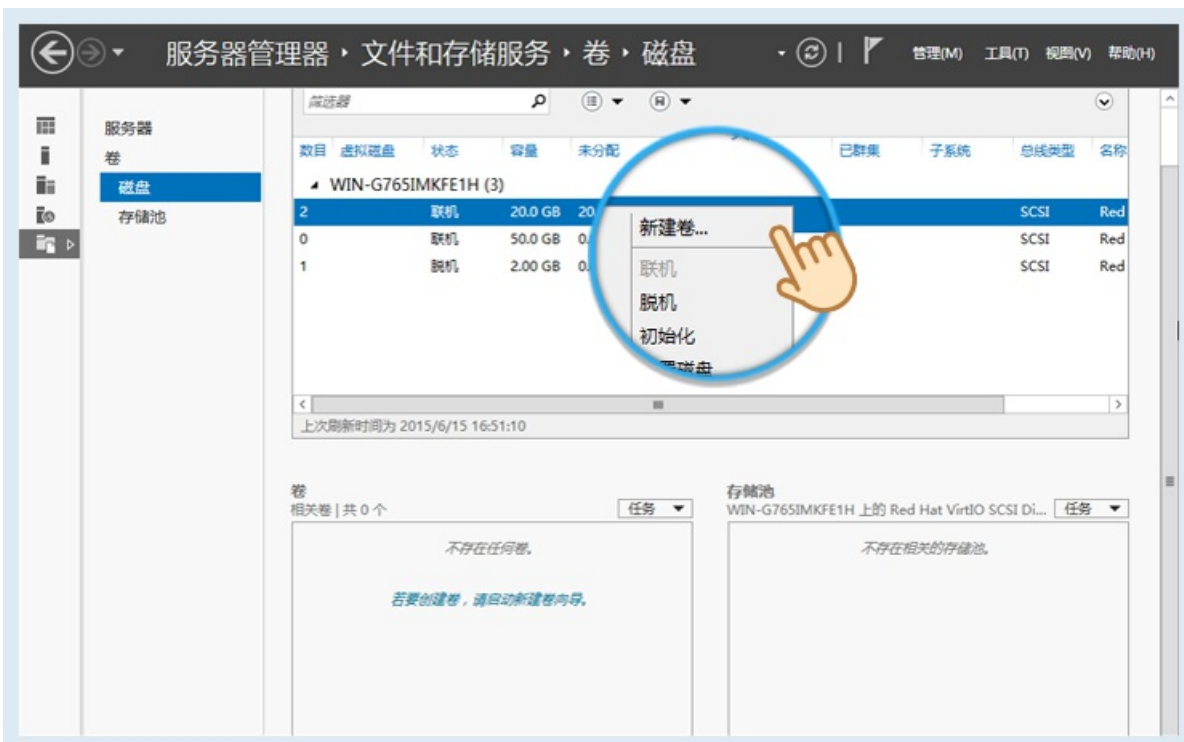 服务器管理器 ‣ 文件和存储服务 ‣ 卷 ‣ 磁盘
管理(M) 工具(T) 视图(V) 帮助(H)
服务器
卷
磁盘
存储池
筛选器
数目 虚拟磁盘 状态 容量 未分配 已群集 子系统 总线类型 名称
WIN-G765IMKFE1H (3)
2 联机 20.0 GB 20. SCSI Red
0 联机 50.0 GB 0. SCSI Red
1 脱机 2.00 GB 0. SCSI Red
新建卷...
联机
脱机
初始化
上次刷新时间为 2015/6/15 16:51:10
卷
相关卷 | 共 0 个
任务
不存在任何卷。
若要创建卷，请启动新建卷向导。
存储池
WIN-G765IMKFE1H 上的 Red Hat VirtIO SCSI Di...
任务
不存在相关的存储池。